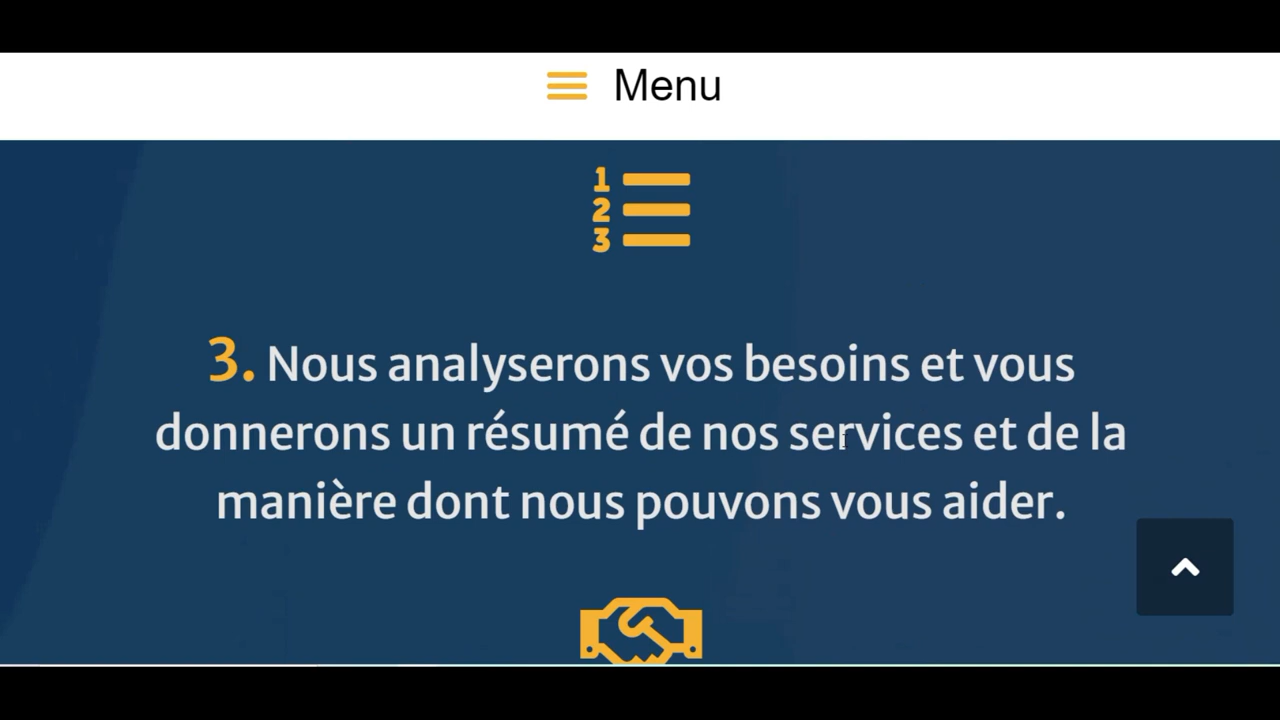 Menu
1
2
3
3. Nous analyserons vos besoins et vous
donnerons un résumé de nos services et de la
manière dont nous pouvons vous aider.